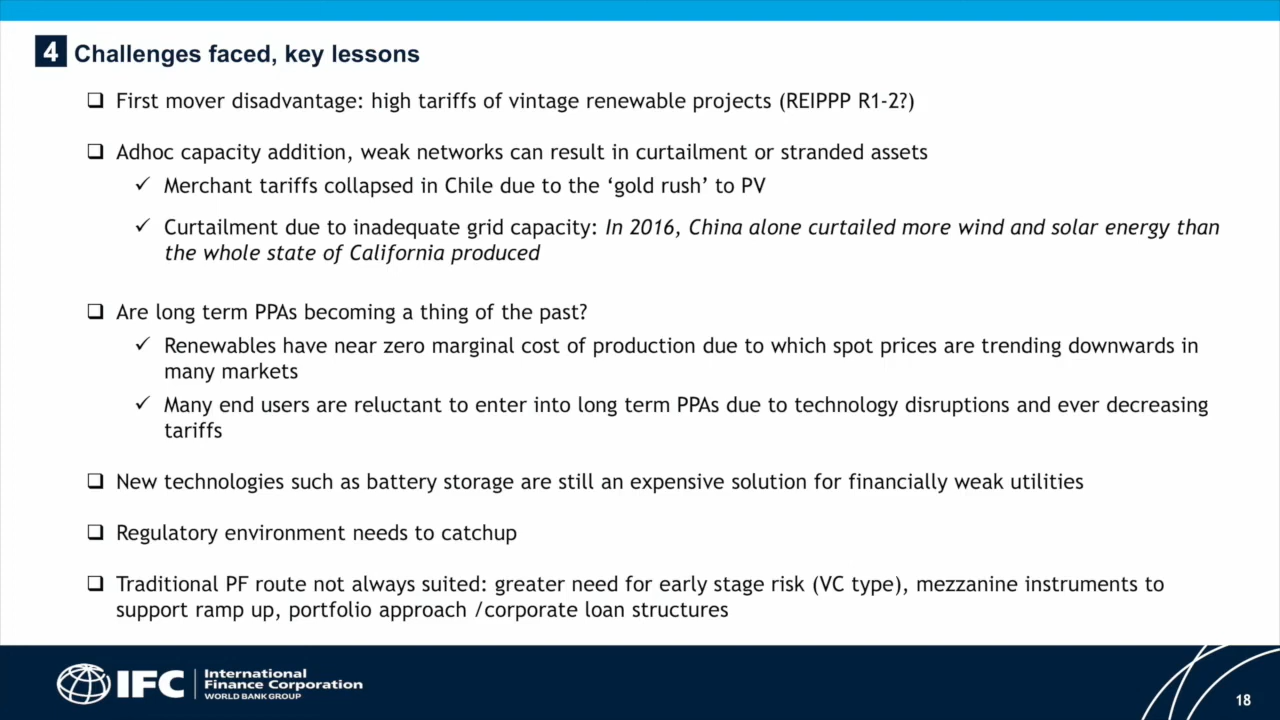 4 Challenges faced, key lessons
❑ First mover disadvantage: high tariffs of vintage renewable projects (REIPPP R1-2?)
❑ Adhoc capacity addition, weak networks can result in curtailment or stranded assets
✓ Merchant tariffs collapsed in Chile due to the ‘gold rush’ to PV
✓ Curtailment due to inadequate grid capacity: In 2016, China alone curtailed more wind and solar energy than
the whole state of California produced
❑ Are long term PPAs becoming a thing of the past?
✓ Renewables have near zero marginal cost of production due to which spot prices are trending downwards in
many markets
✓ Many end users are reluctant to enter into long term PPAs due to technology disruptions and ever decreasing
tariffs
❑ New technologies such as battery storage are still an expensive solution for financially weak utilities
❑ Regulatory environment needs to catchup
❑ Traditional PF route not always suited: greater need for early stage risk (VC type), mezzanine instruments to
support ramp up, portfolio approach /corporate loan structures
IFC
International
Finance Corporation
WORLD BANK GROUP
18